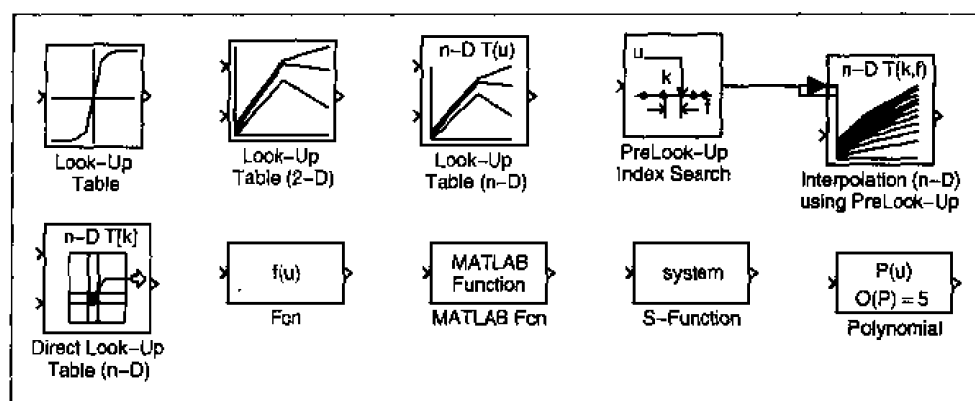 n-D T(u)
u
k
f
n-D T(k,f)
Look-Up
Table
Look-Up
Table (2-D)
Look-Up
Table (n-D)
PreLook-Up
Index Search
Interpolation (n-D)
using PreLook-Up
n-D T[k]
f(u)
MATLAB
Function
system
P(u)
O(P) = 5
Direct Look-Up
Table (n-D)
Fcn
MATLAB Fcn
S-Function
Polynomial